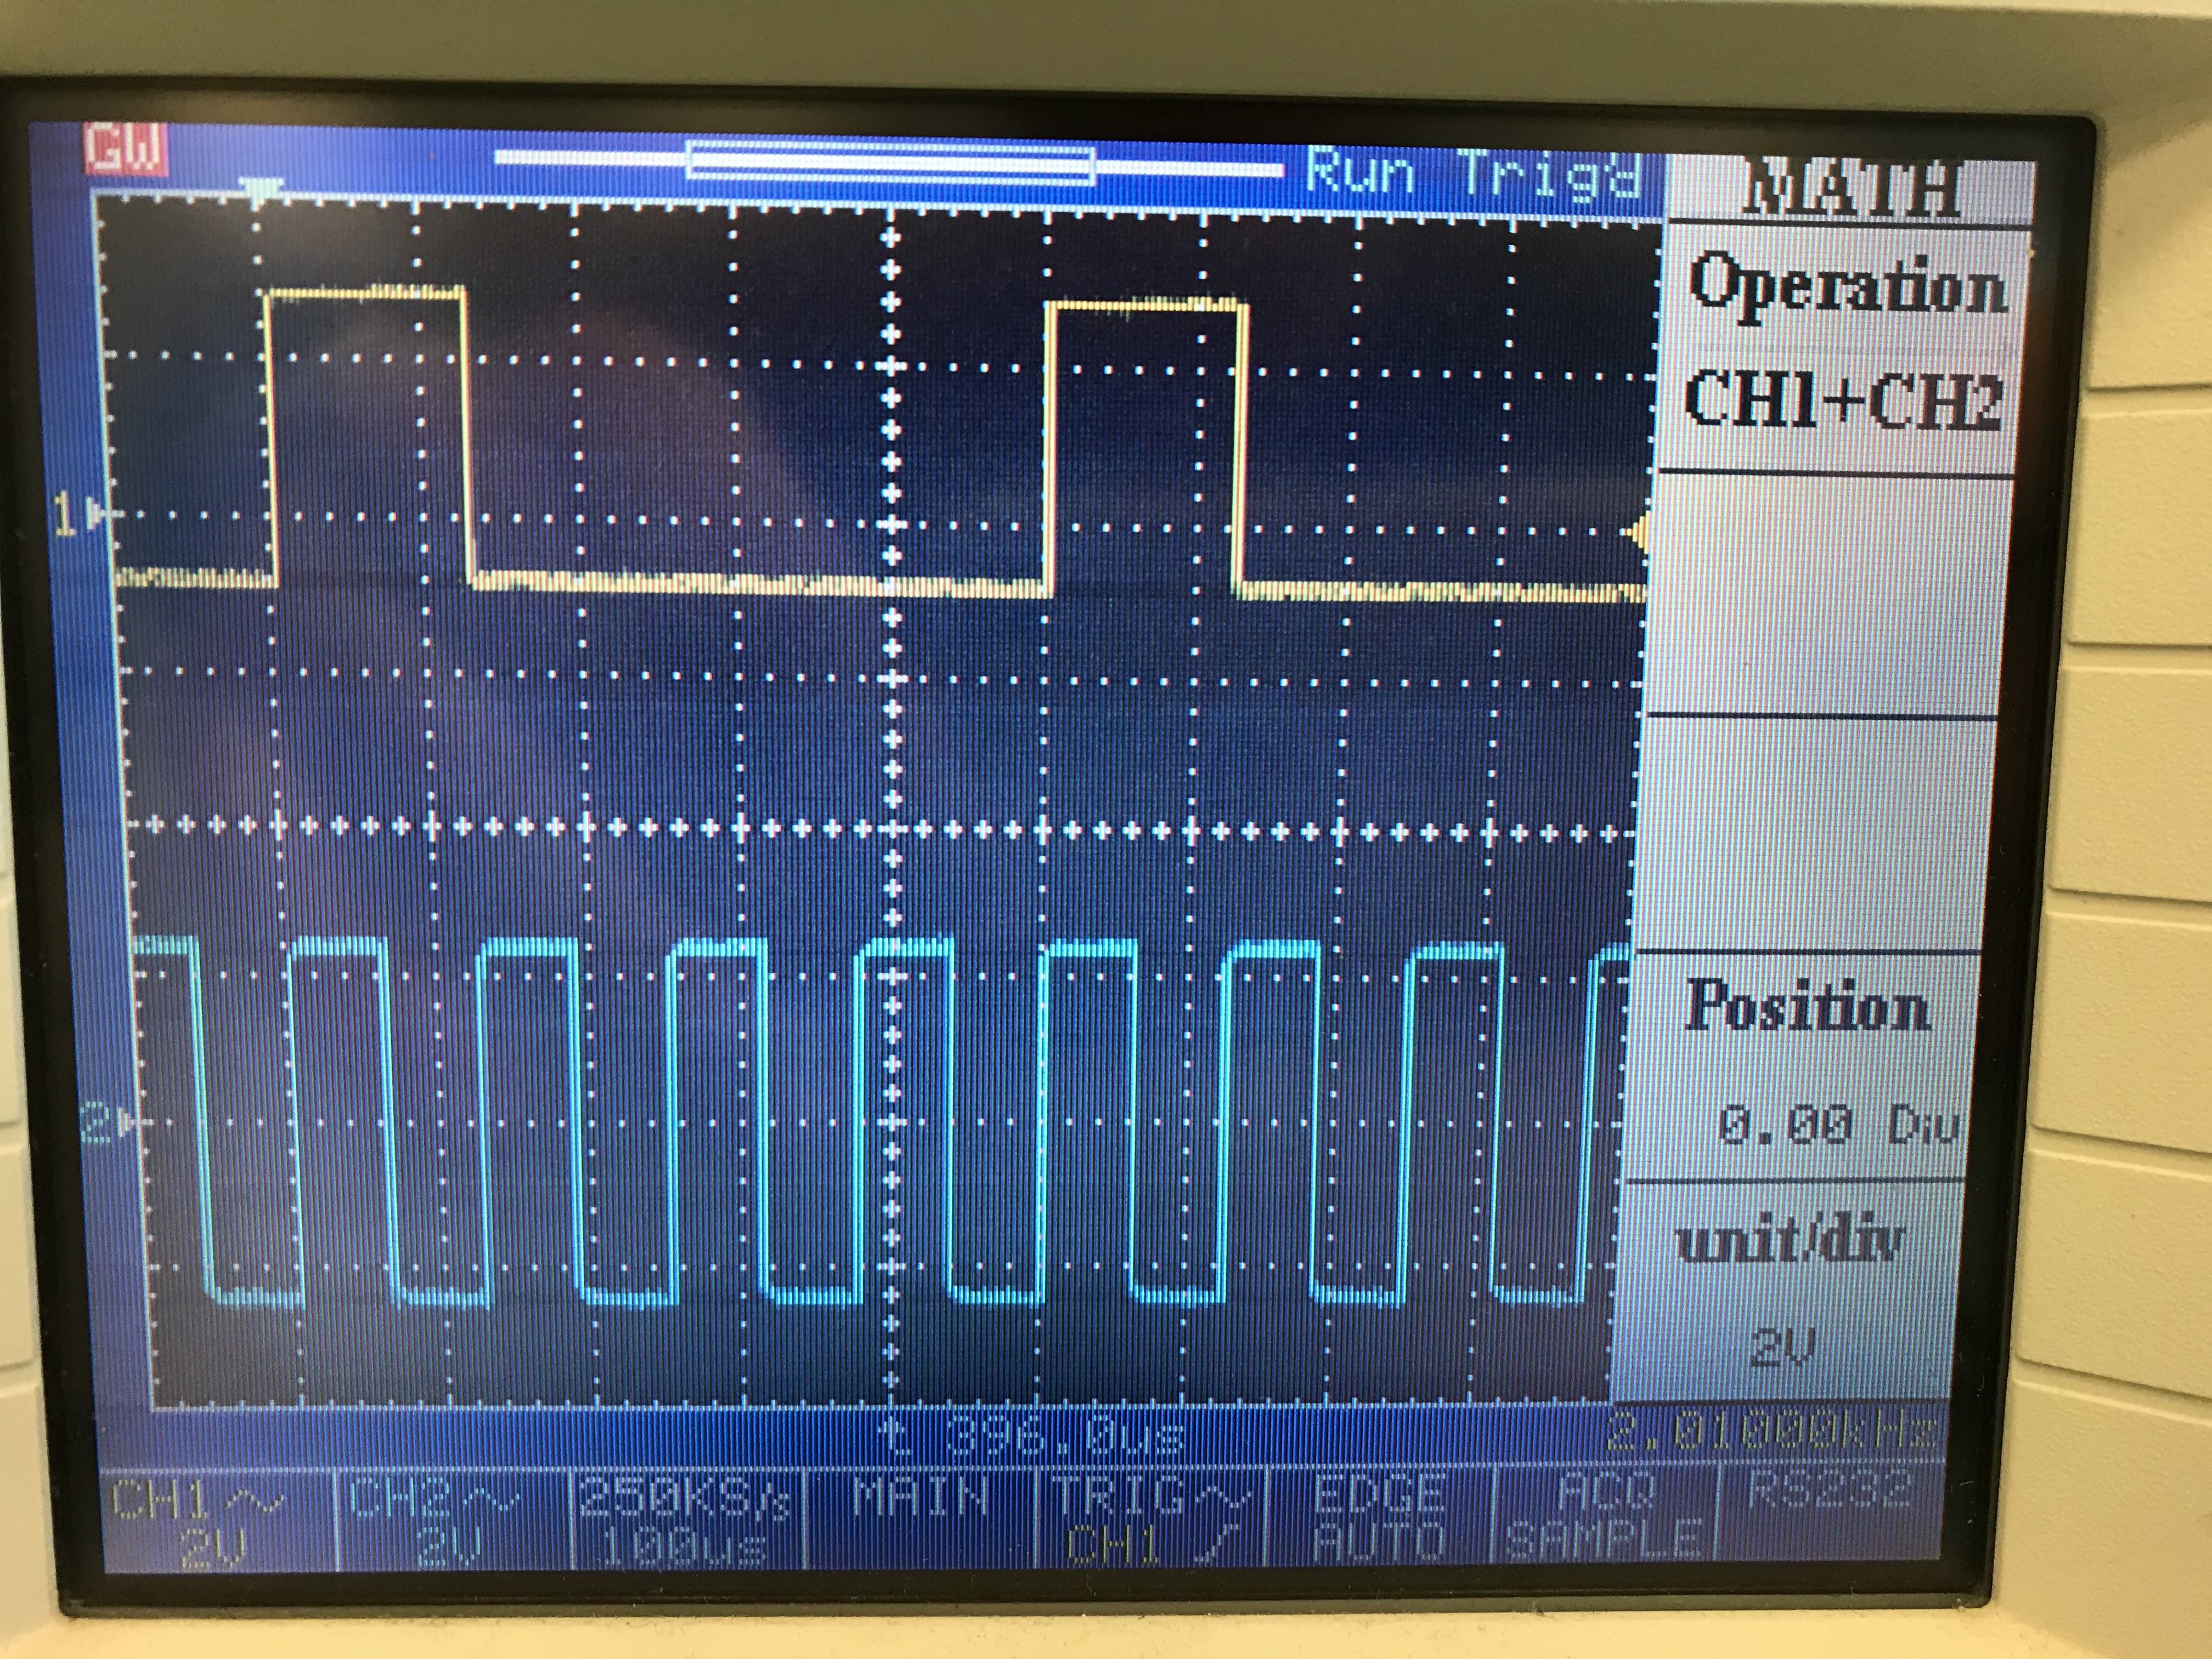 GW Run Trig'd MATH
Operation
CH1+CH2
1
Position
0.00 Div
2
unit/div
2V
t 396.0us 2.01000kHz
CH1 CH2 250KS/s MAIN TRIG EDGE ACQ RS232
2V 2V 100us CH1 AUTO SAMPLE